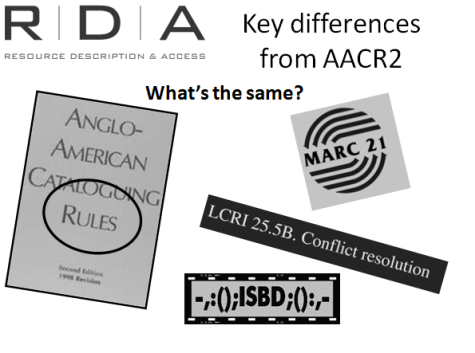 R|D|A
RESOURCE DESCRIPTION & ACCESS
Key differences
from AACR2
What's the same?
ANGLO-
AMERICAN
CATALOGUING
RULES
Second Edition
1998 Revision
MARC 21
LCRI 25.5B. Conflict resolution
-,:();ISBD;():,-